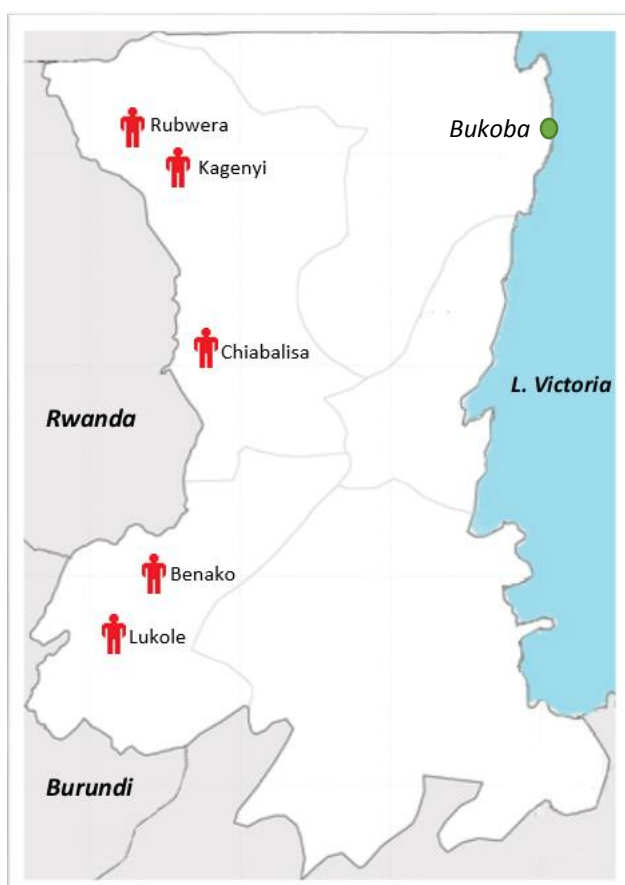 Rubwera
Bukoba
Kagenyi
Chiabalisa
L. Victoria
Rwanda
Benako
Lukole
Burundi